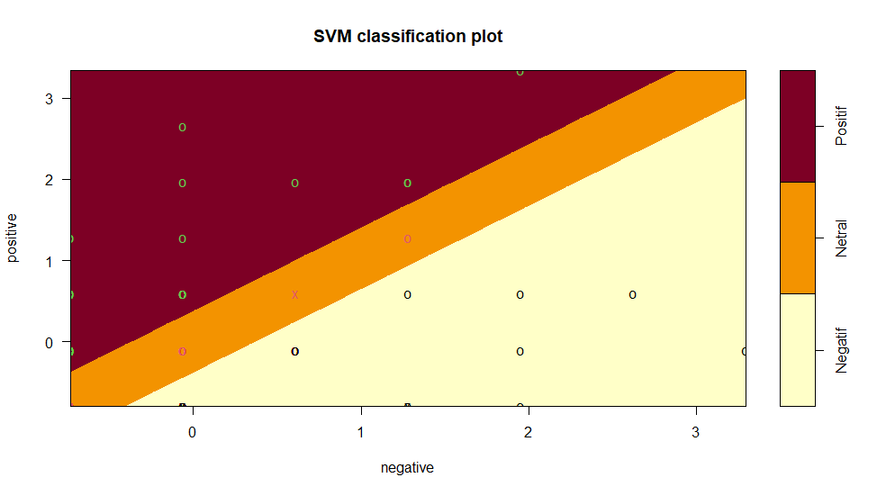 SVM classification plot
positive
3
2
1
0
0
1
2
3
negative
Positif
Netral
Negatif